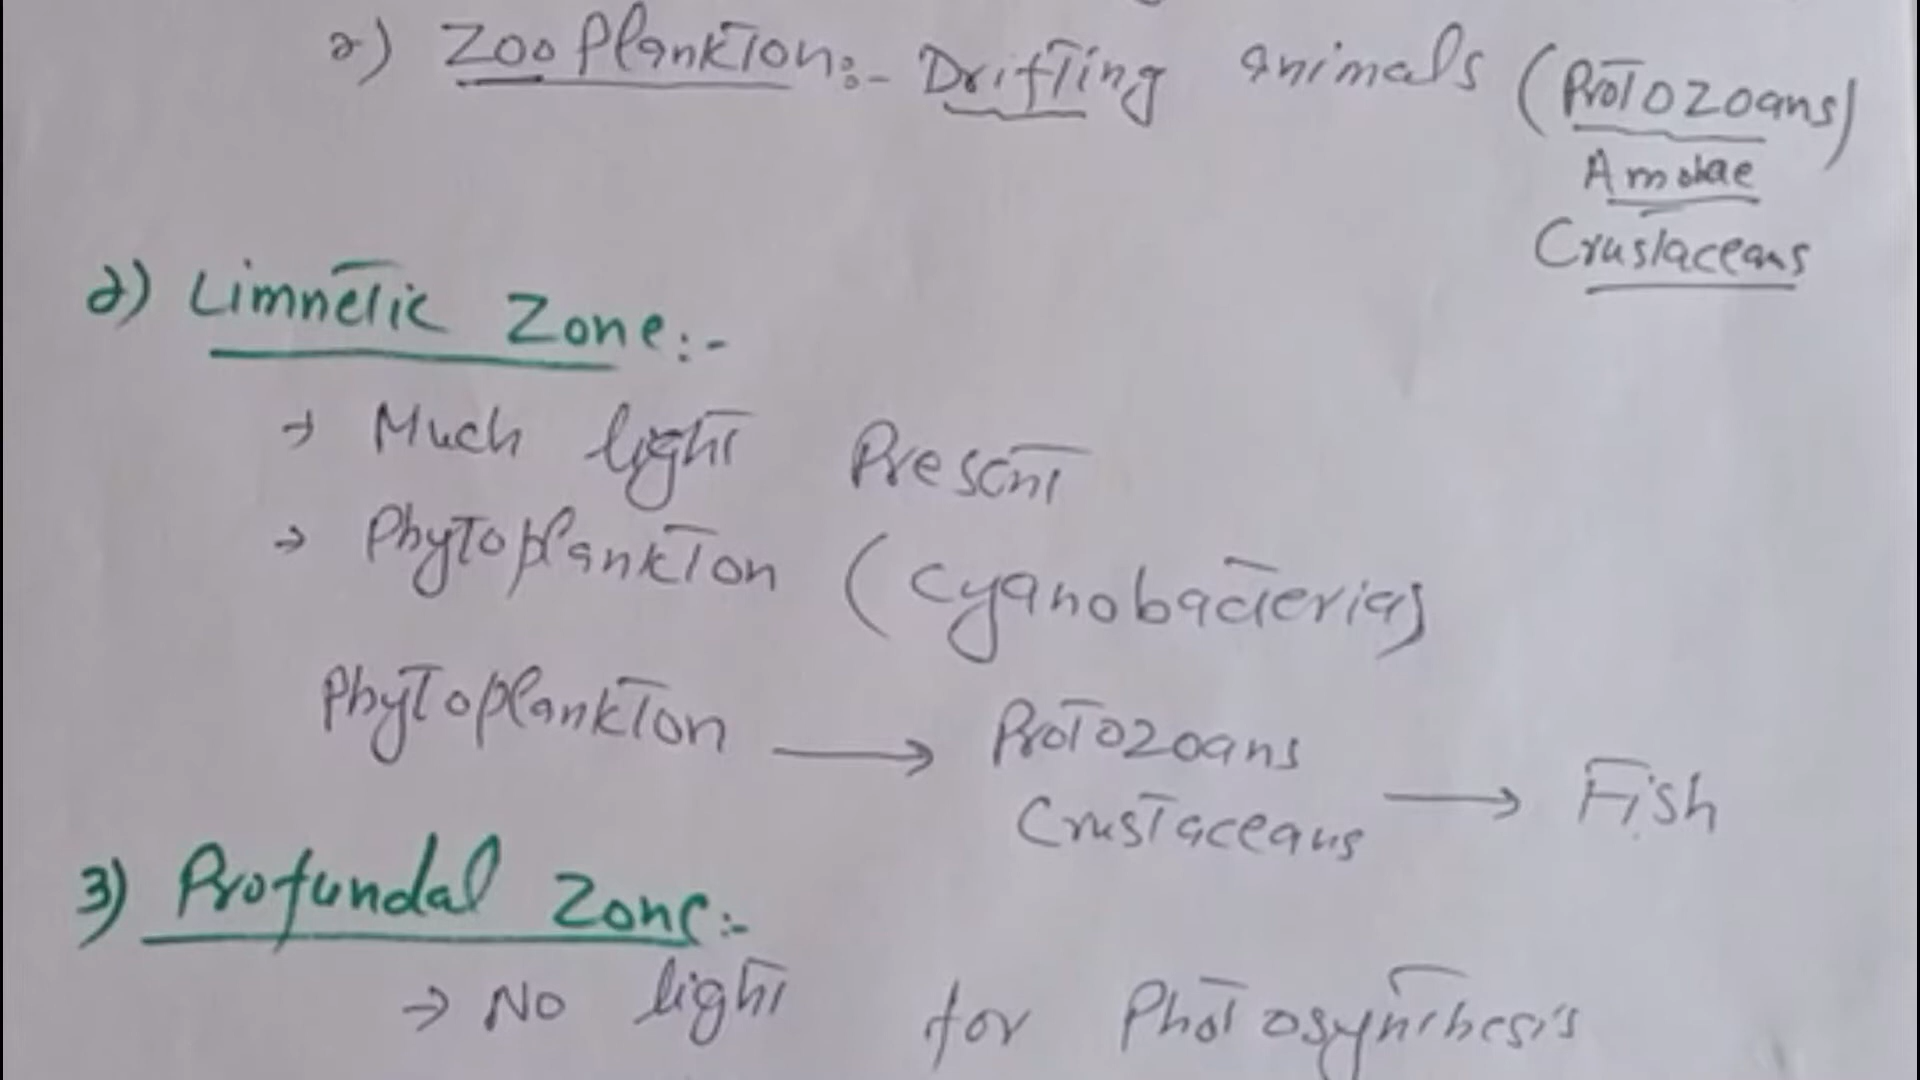 2) Zooplankton:- Drifting animals (Protozoans)
Amobae
Crustaceans
2) Limnetic Zone:-
→ Much light Present
→ Phytoplankton (Cyanobacterias
Phytoplankton → Protozoans Crustaceans → Fish
3) Profundal Zone:-
→ No light for Photosynthesis